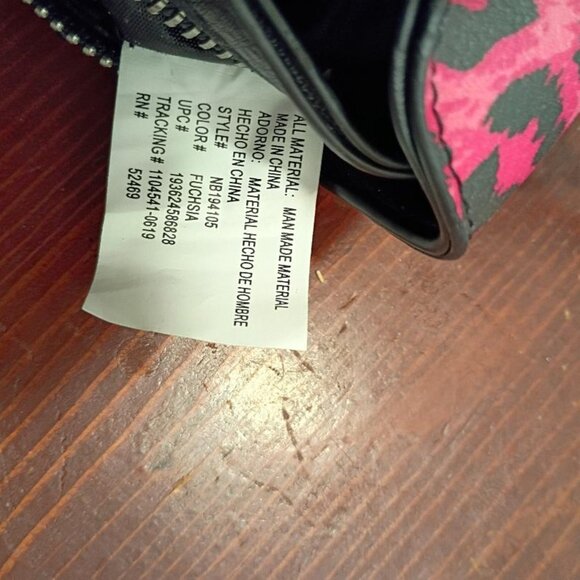 ALL MATERIAL: MAN MADE MATERIAL
MADE IN CHINA
ADORNO: MATERIAL HECHO DE HOMBRE
HECHO EN CHINA
STYLE# NB194105
COLOR# FUCHSIA
UPC# 193624586828
TRACKING# 1104541-0619
RN# 52469